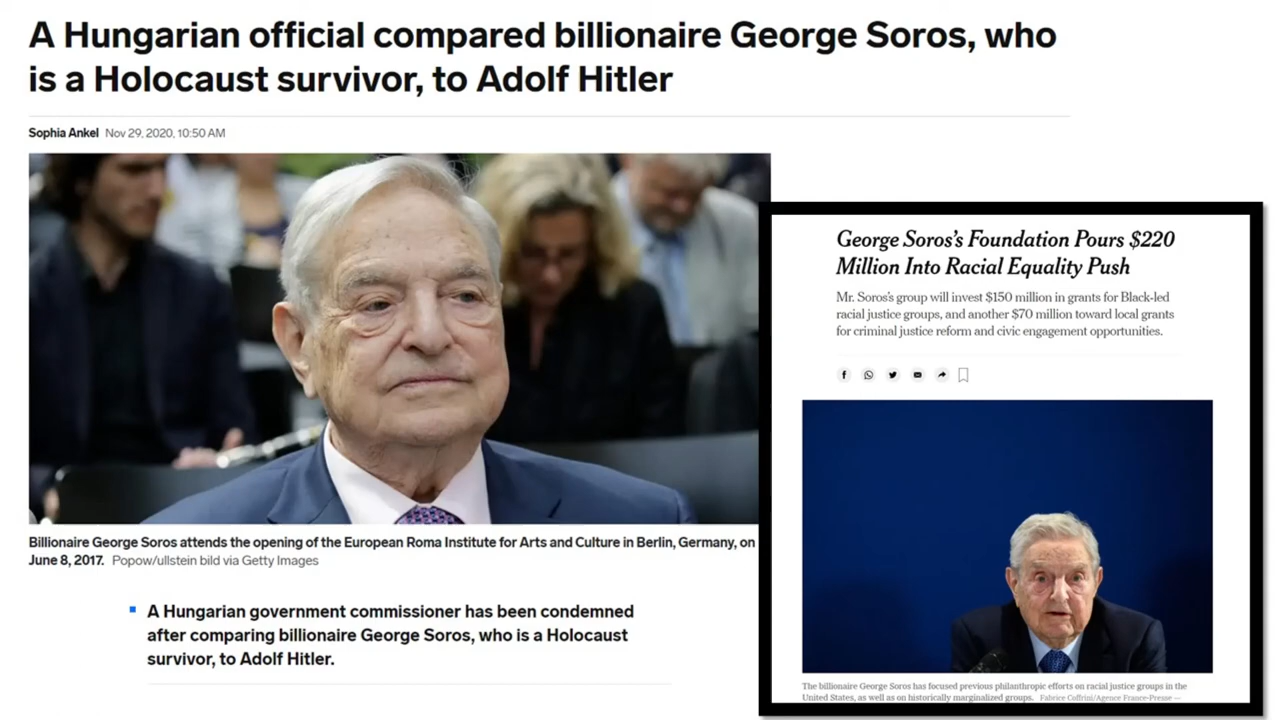 A Hungarian official compared billionaire George Soros, who
is a Holocaust survivor, to Adolf Hitler
Sophia Ankel Nov 29, 2020, 10:50 AM
Billionaire George Soros attends the opening of the European Roma Institute for Arts and Culture in Berlin, Germany, on
June 8, 2017. Popow/ullstein bild via Getty Images
A Hungarian government commissioner has been condemned
after comparing billionaire George Soros, who is a Holocaust
survivor, to Adolf Hitler.
George Soros's Foundation Pours $220
Million Into Racial Equality Push
Mr. Soros's group will invest $150 million in grants for Black-led
racial justice groups, and another $70 million toward local grants
for criminal justice reform and civic engagement opportunities.
The billionaire George Soros has focused previous philanthropic efforts on racial justice groups in the
United States, as well as on historically marginalized groups. Fabrice Coffrini/Agence France-Presse —